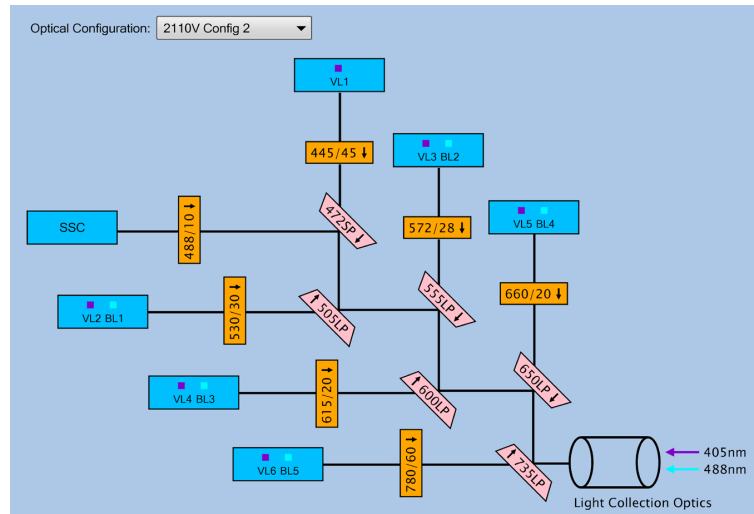 Optical Configuration: 2110V Config 2
VL1
445/45
VL3 BL2
472SP
488/10
SSC
572/28
VL5 BL4
530/30
505LP
555LP
660/20
VL2 BL1
615/20
600LP
650LP
VL4 BL3
780/60
735LP
405nm
VL6 BL5
488nm
Light Collection Optics